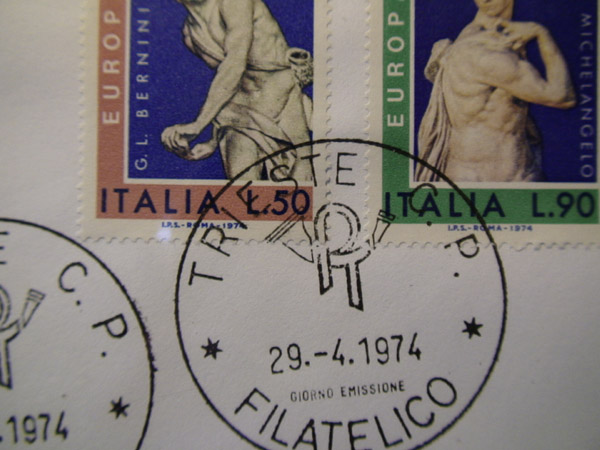 EUROP
G. L. BERNINI
ITALIA L.50
I.P.S.-ROMA-1974
EUROPA
MICHELANGELO
ITALIA L.90
I.P.S.-ROMA-1974
TRIESTE C. P.
29.-4.1974
GIORNO EMISSIONE
FILATELICO
E C. P.
.1974